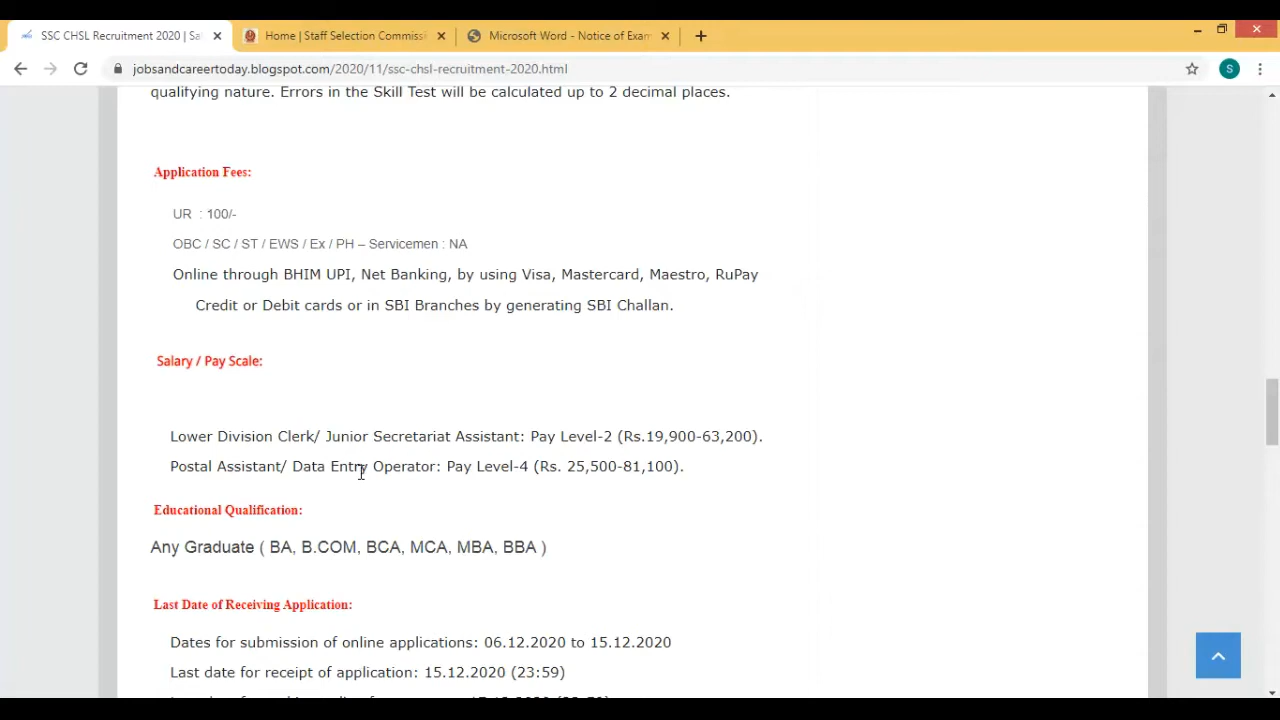 SSC CHSL Recruitment 2020 | Sa
Home | Staff Selection Commissi
Microsoft Word - Notice of Exam
jobsandcareertoday.blogspot.com/2020/11/ssc-chsl-recruitment-2020.html
S
qualifying nature. Errors in the Skill Test will be calculated up to 2 decimal places.
Application Fees:
UR : 100/-
OBC / SC / ST / EWS / Ex / PH – Servicemen : NA
Online through BHIM UPI, Net Banking, by using Visa, Mastercard, Maestro, RuPay
Credit or Debit cards or in SBI Branches by generating SBI Challan.
Salary / Pay Scale:
Lower Division Clerk/ Junior Secretariat Assistant: Pay Level-2 (Rs.19,900-63,200).
Postal Assistant/ Data Entry Operator: Pay Level-4 (Rs. 25,500-81,100).
Educational Qualification:
Any Graduate ( BA, B.COM, BCA, MCA, MBA, BBA )
Last Date of Receiving Application:
Dates for submission of online applications: 06.12.2020 to 15.12.2020
Last date for receipt of application: 15.12.2020 (23:59)